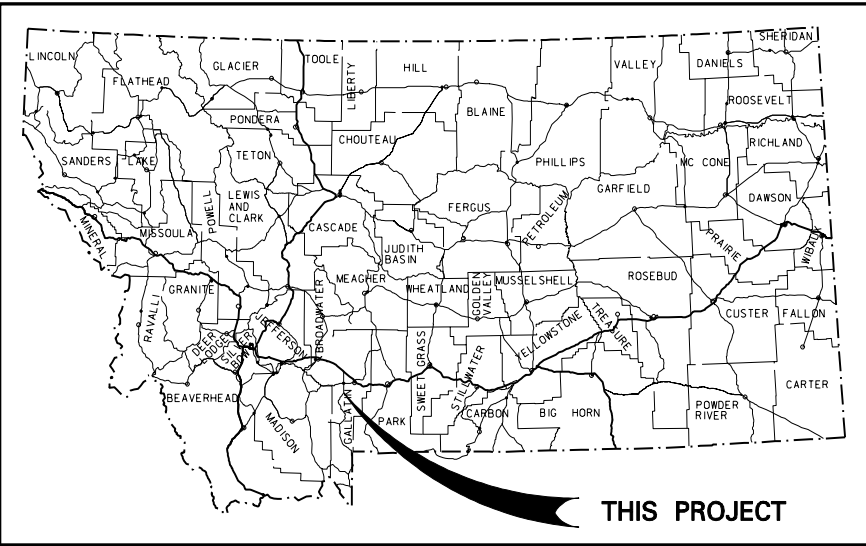 LINCOLN
FLATHEAD
GLACIER
TOOLE
LIBERTY
HILL
BLAINE
VALLEY
DANIELS
SHERIDAN
ROOSEVELT
PONDERA
CHOUTEAU
PHILLIPS
RICHLAND
SANDERS
LAKE
TETON
MC CONE
GARFIELD
DAWSON
MINERAL
MISSOULA
POWELL
LEWIS
AND
CLARK
CASCADE
FERGUS
PETROLEUM
JUDITH
BASIN
PRAIRIE
WIBAUX
GRANITE
MEAGHER
WHEATLAND
GOLDEN
VALLEY
MUSSELSHELL
ROSEBUD
RAVALLI
DEER
LODGE
SILVER
BOW
JEFFERSON
BROADWATER
SWEET GRASS
STILLWATER
YELLOWSTONE
TREASURE
CUSTER
FALLON
BEAVERHEAD
MADISON
GALLATIN
PARK
CARBON
BIG HORN
POWDER
RIVER
CARTER
THIS PROJECT